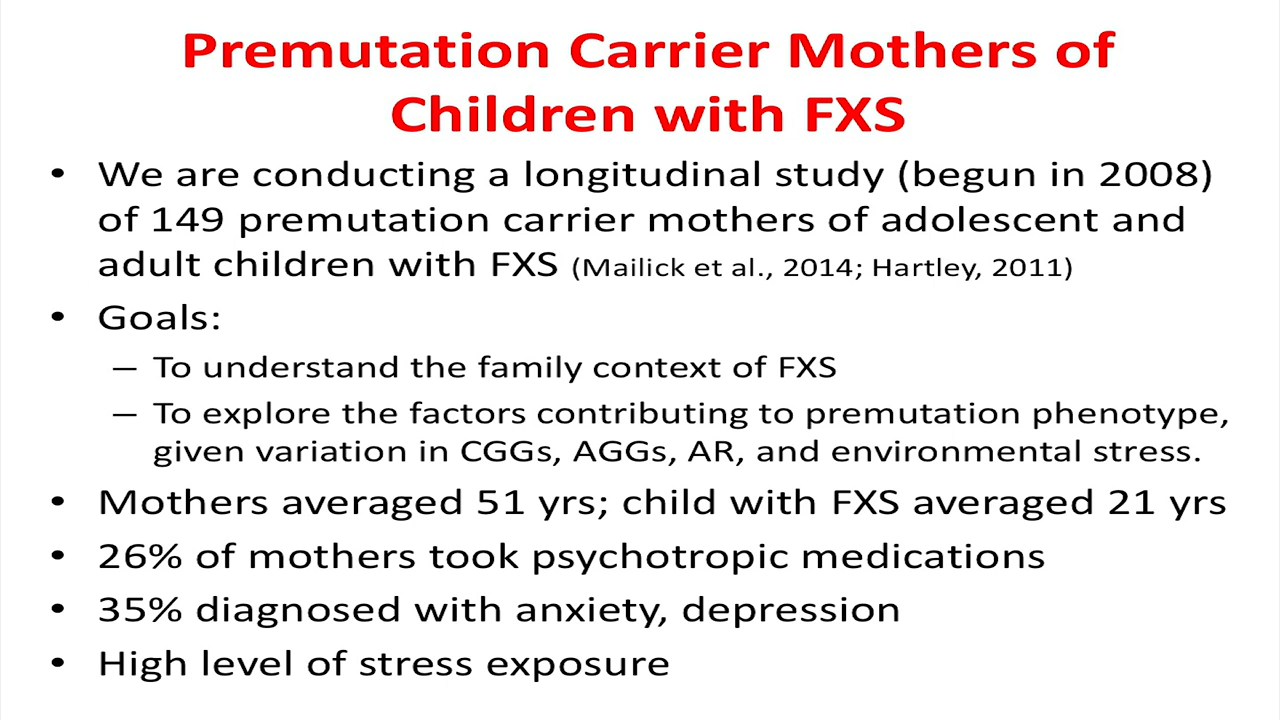 Premutation Carrier Mothers of
Children with FXS
• We are conducting a longitudinal study (begun in 2008)
of 149 premutation carrier mothers of adolescent and
adult children with FXS (Mailick et al., 2014; Hartley, 2011)
• Goals:
– To understand the family context of FXS
– To explore the factors contributing to premutation phenotype,
given variation in CGGs, AGGs, AR, and environmental stress.
• Mothers averaged 51 yrs; child with FXS averaged 21 yrs
• 26% of mothers took psychotropic medications
• 35% diagnosed with anxiety, depression
• High level of stress exposure